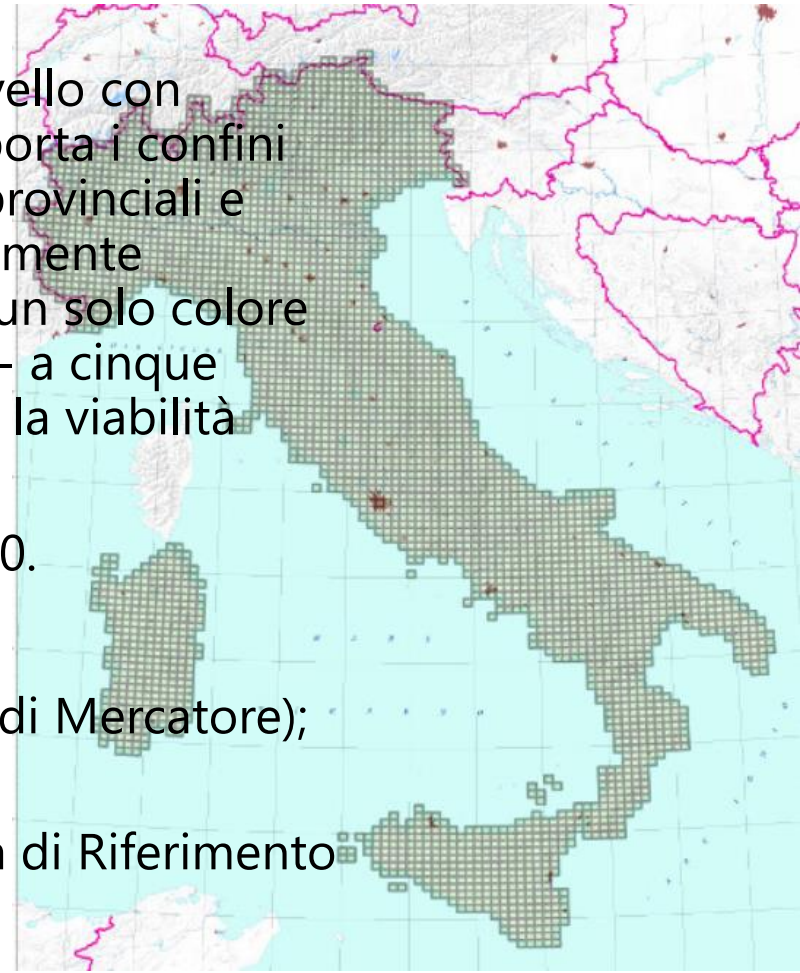 vello con
porta i confini
provinciali e
mente
un solo colore
- a cinque
la viabilità
0.
di Mercatore);
di Riferimento